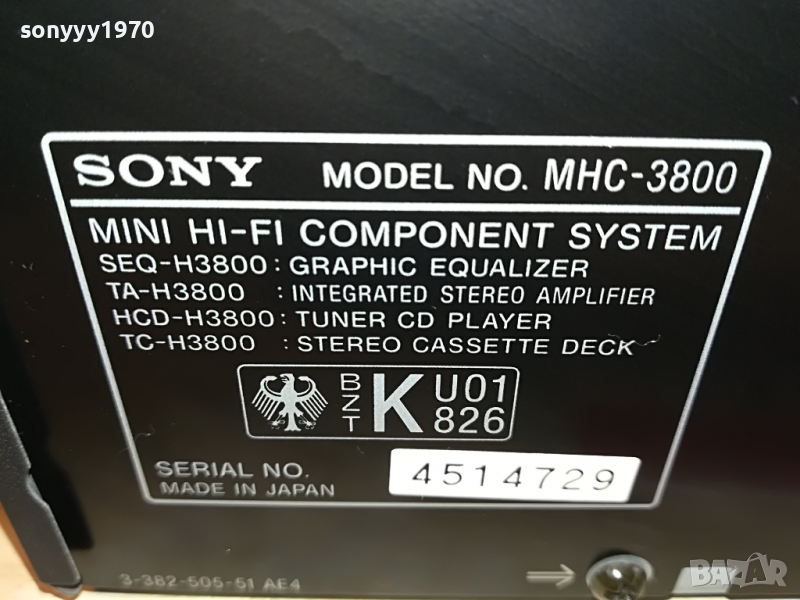 sonyyy1970
SONY MODEL NO. MHC-3800
MINI HI-FI COMPONENT SYSTEM
SEQ-H3800 : GRAPHIC EQUALIZER
TA-H3800 : INTEGRATED STEREO AMPLIFIER
HCD-H3800 : TUNER CD PLAYER
TC-H3800 : STEREO CASSETTE DECK
BZT K U01 826
SERIAL NO. 4514729
MADE IN JAPAN
3-382-505-51 AE4
BAZAR